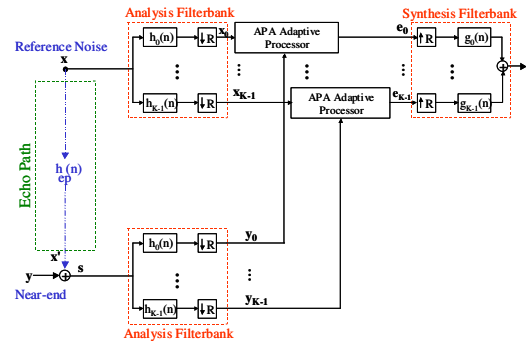 Analysis Filterbank
Synthesis Filterbank
Reference Noise
x
h0(n)
↓R
x0
APA Adaptive
Processor
e0
↑R
g0(n)
hK-1(n)
↓R
xK-1
APA Adaptive
Processor
eK-1
↑R
gK-1(n)
Echo Path
h (n)
ep
x'
y
s
Near-end
h0(n)
↓R
y0
hK-1(n)
↓R
yK-1
Analysis Filterbank